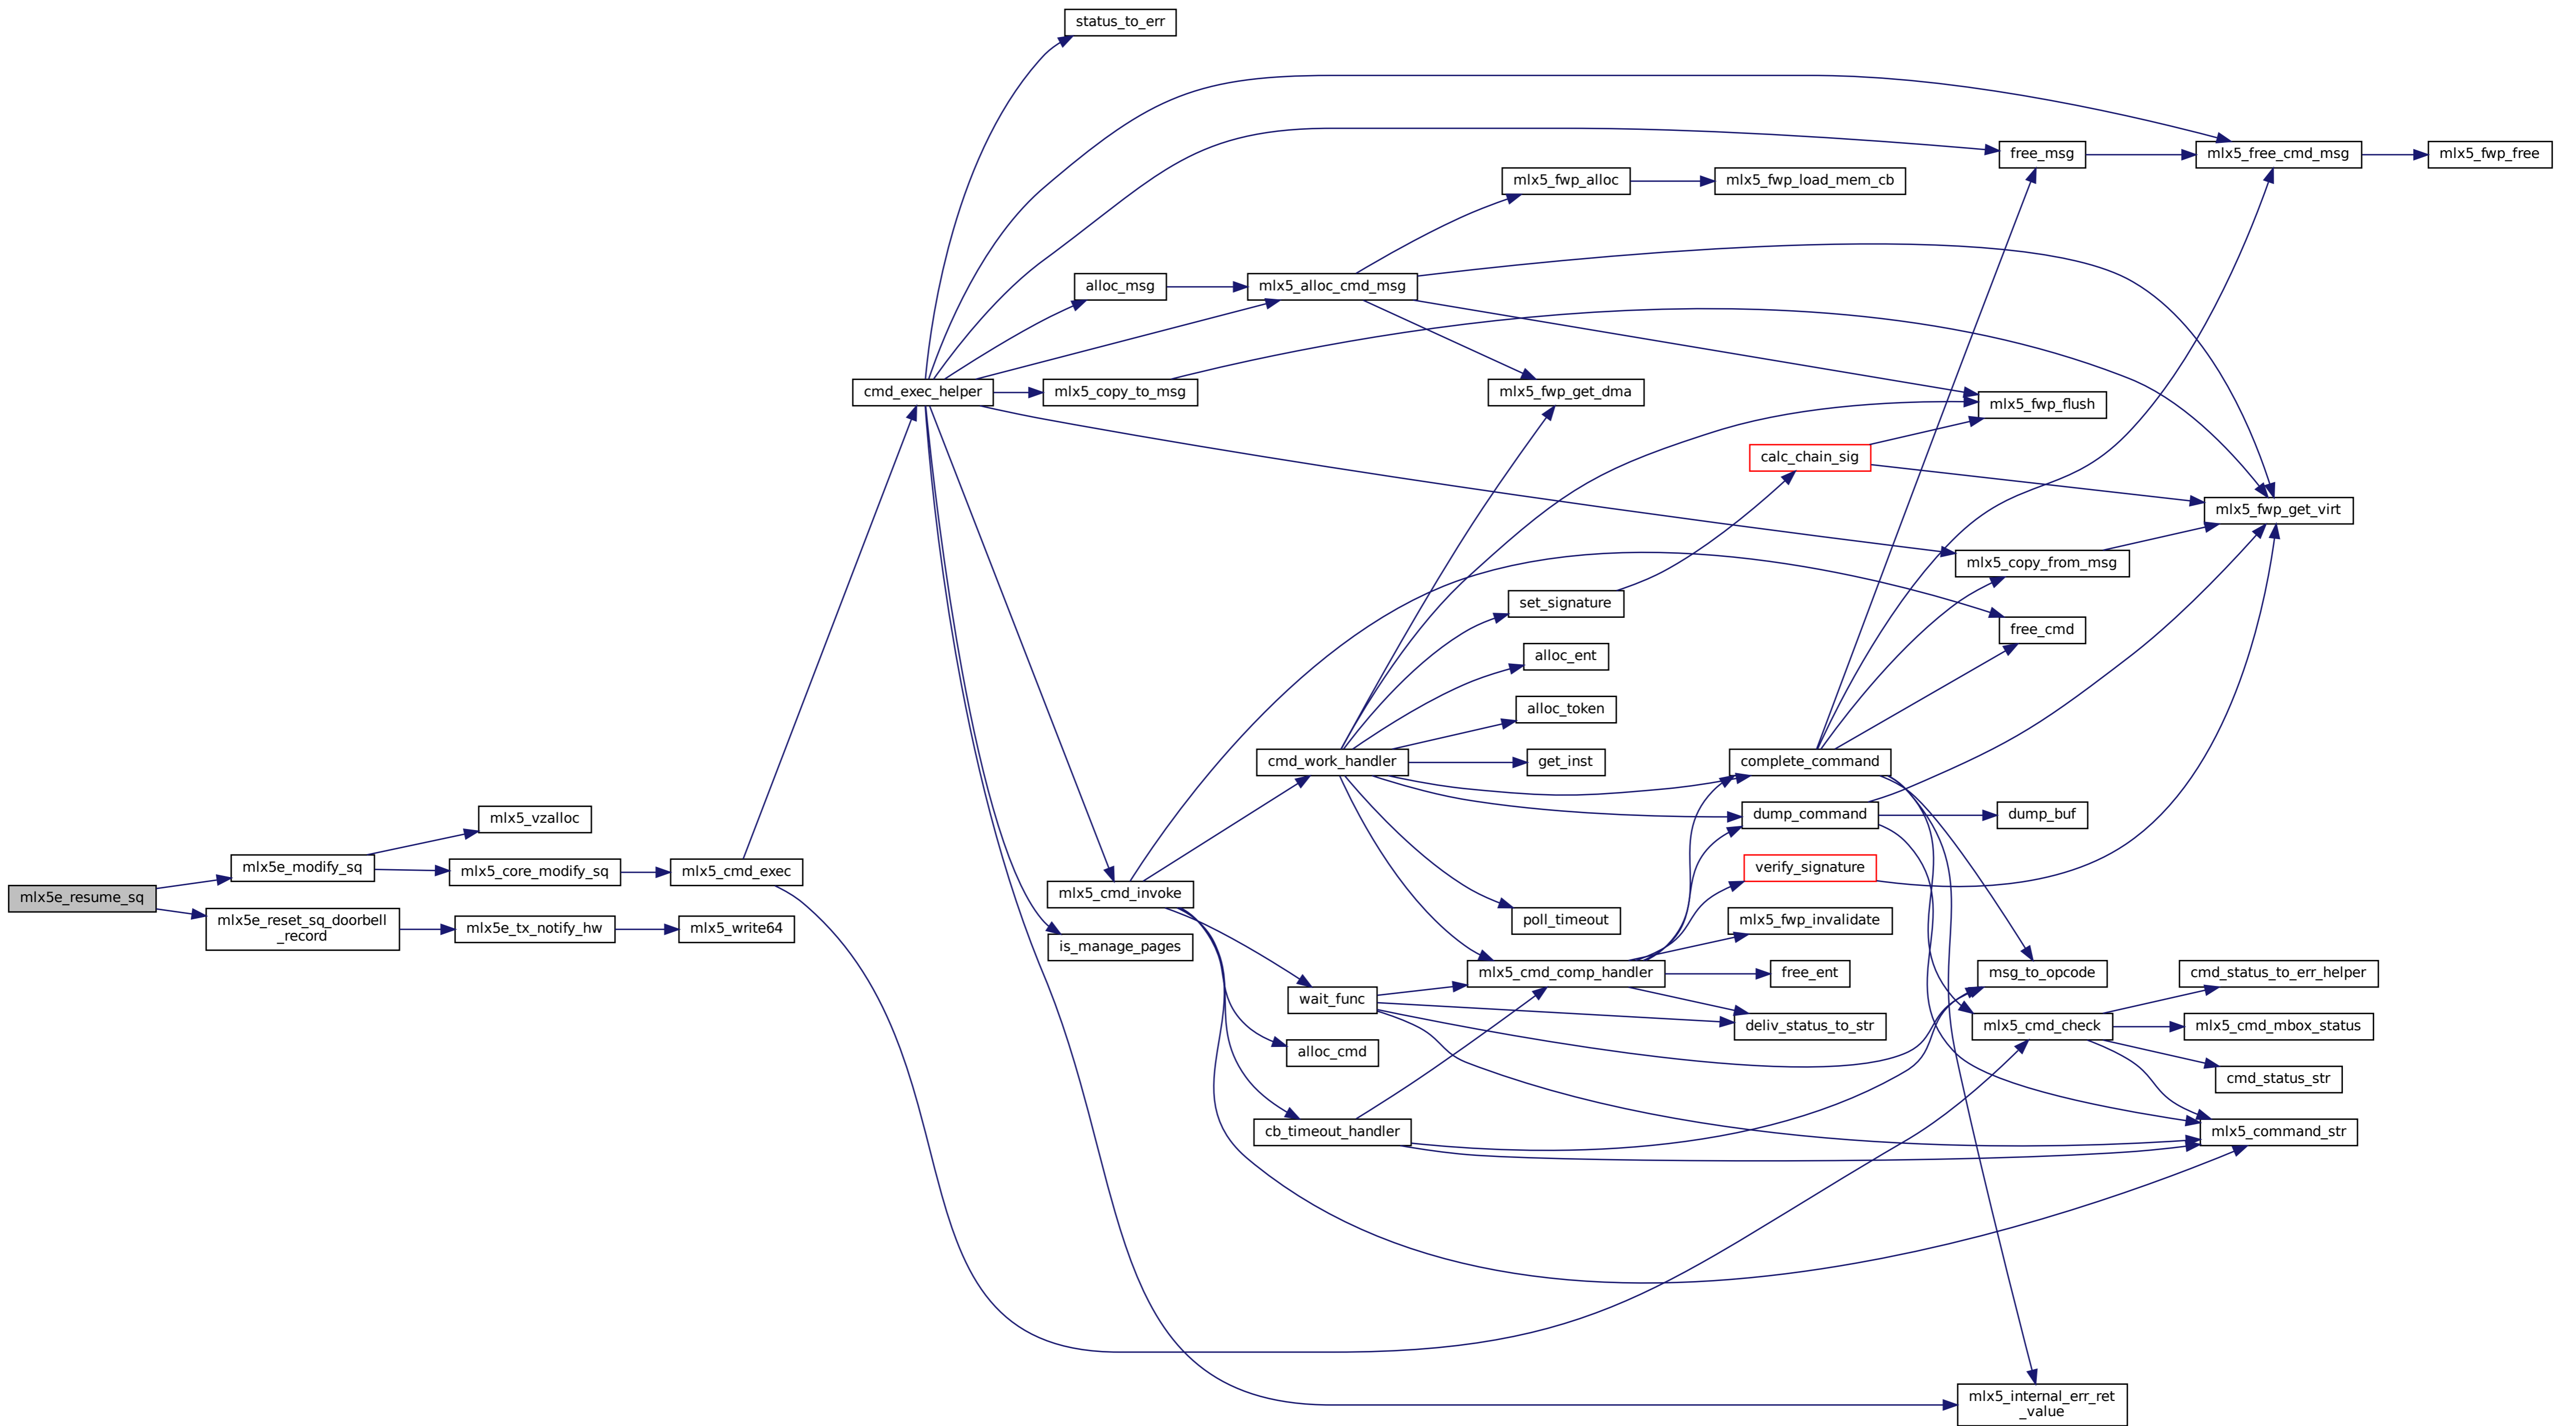 status_to_err
free_msg
mlx5_free_cmd_msg
mlx5_fwp_free
mlx5_fwp_alloc
mlx5_fwp_load_mem_cb
alloc_msg
mlx5_alloc_cmd_msg
cmd_exec_helper
mlx5_copy_to_msg
mlx5_fwp_get_dma
mlx5_fwp_flush
calc_chain_sig
mlx5_fwp_get_virt
mlx5_copy_from_msg
set_signature
free_cmd
alloc_ent
alloc_token
cmd_work_handler
get_inst
complete_command
mlx5_vzalloc
dump_command
dump_buf
mlx5e_modify_sq
mlx5_core_modify_sq
mlx5_cmd_exec
verify_signature
mlx5e_resume_sq
mlx5_cmd_invoke
mlx5e_reset_sq_doorbell
_record
mlx5e_tx_notify_hw
mlx5_write64
poll_timeout
mlx5_fwp_invalidate
is_manage_pages
mlx5_cmd_comp_handler
free_ent
msg_to_opcode
cmd_status_to_err_helper
wait_func
deliv_status_to_str
mlx5_cmd_check
mlx5_cmd_mbox_status
alloc_cmd
cmd_status_str
cb_timeout_handler
mlx5_command_str
mlx5_internal_err_ret
_value